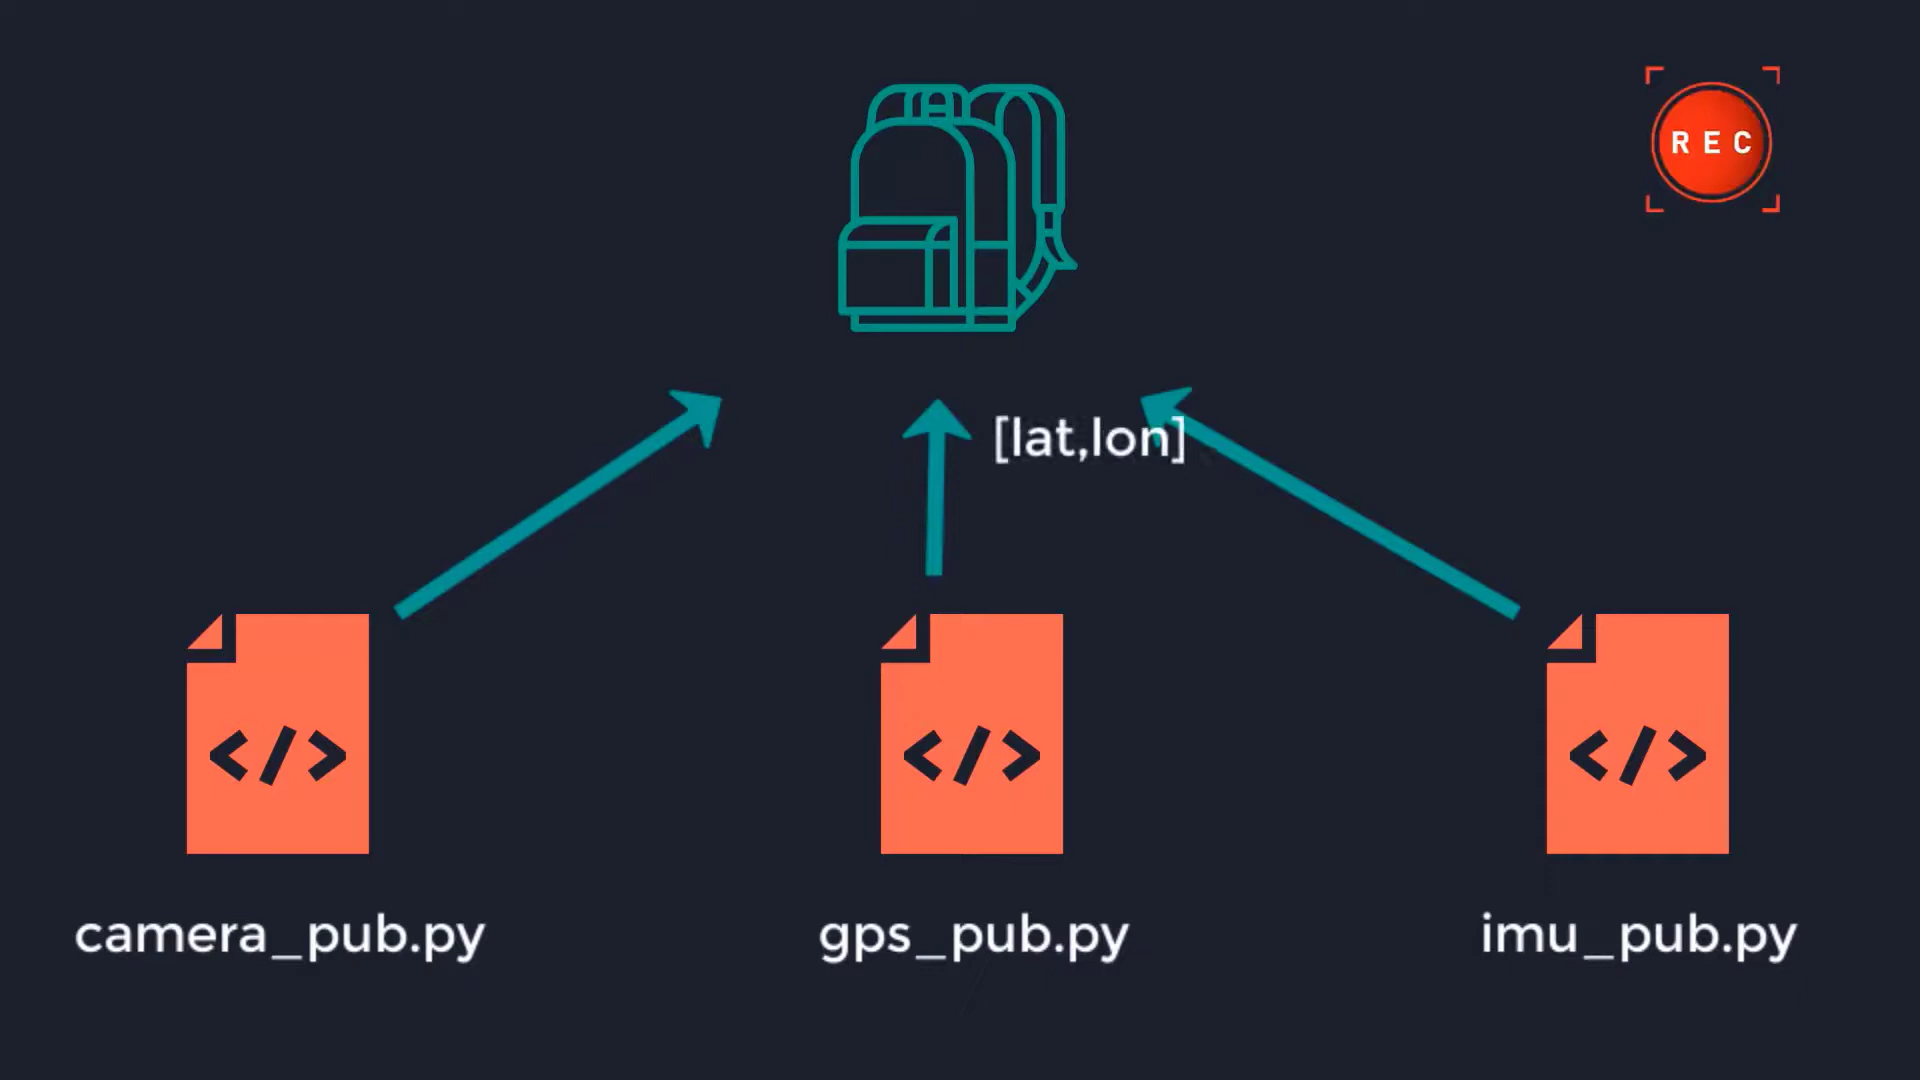 REC
[lat,lon]
</>
</>
</>
camera_pub.py
gps_pub.py
imu_pub.py